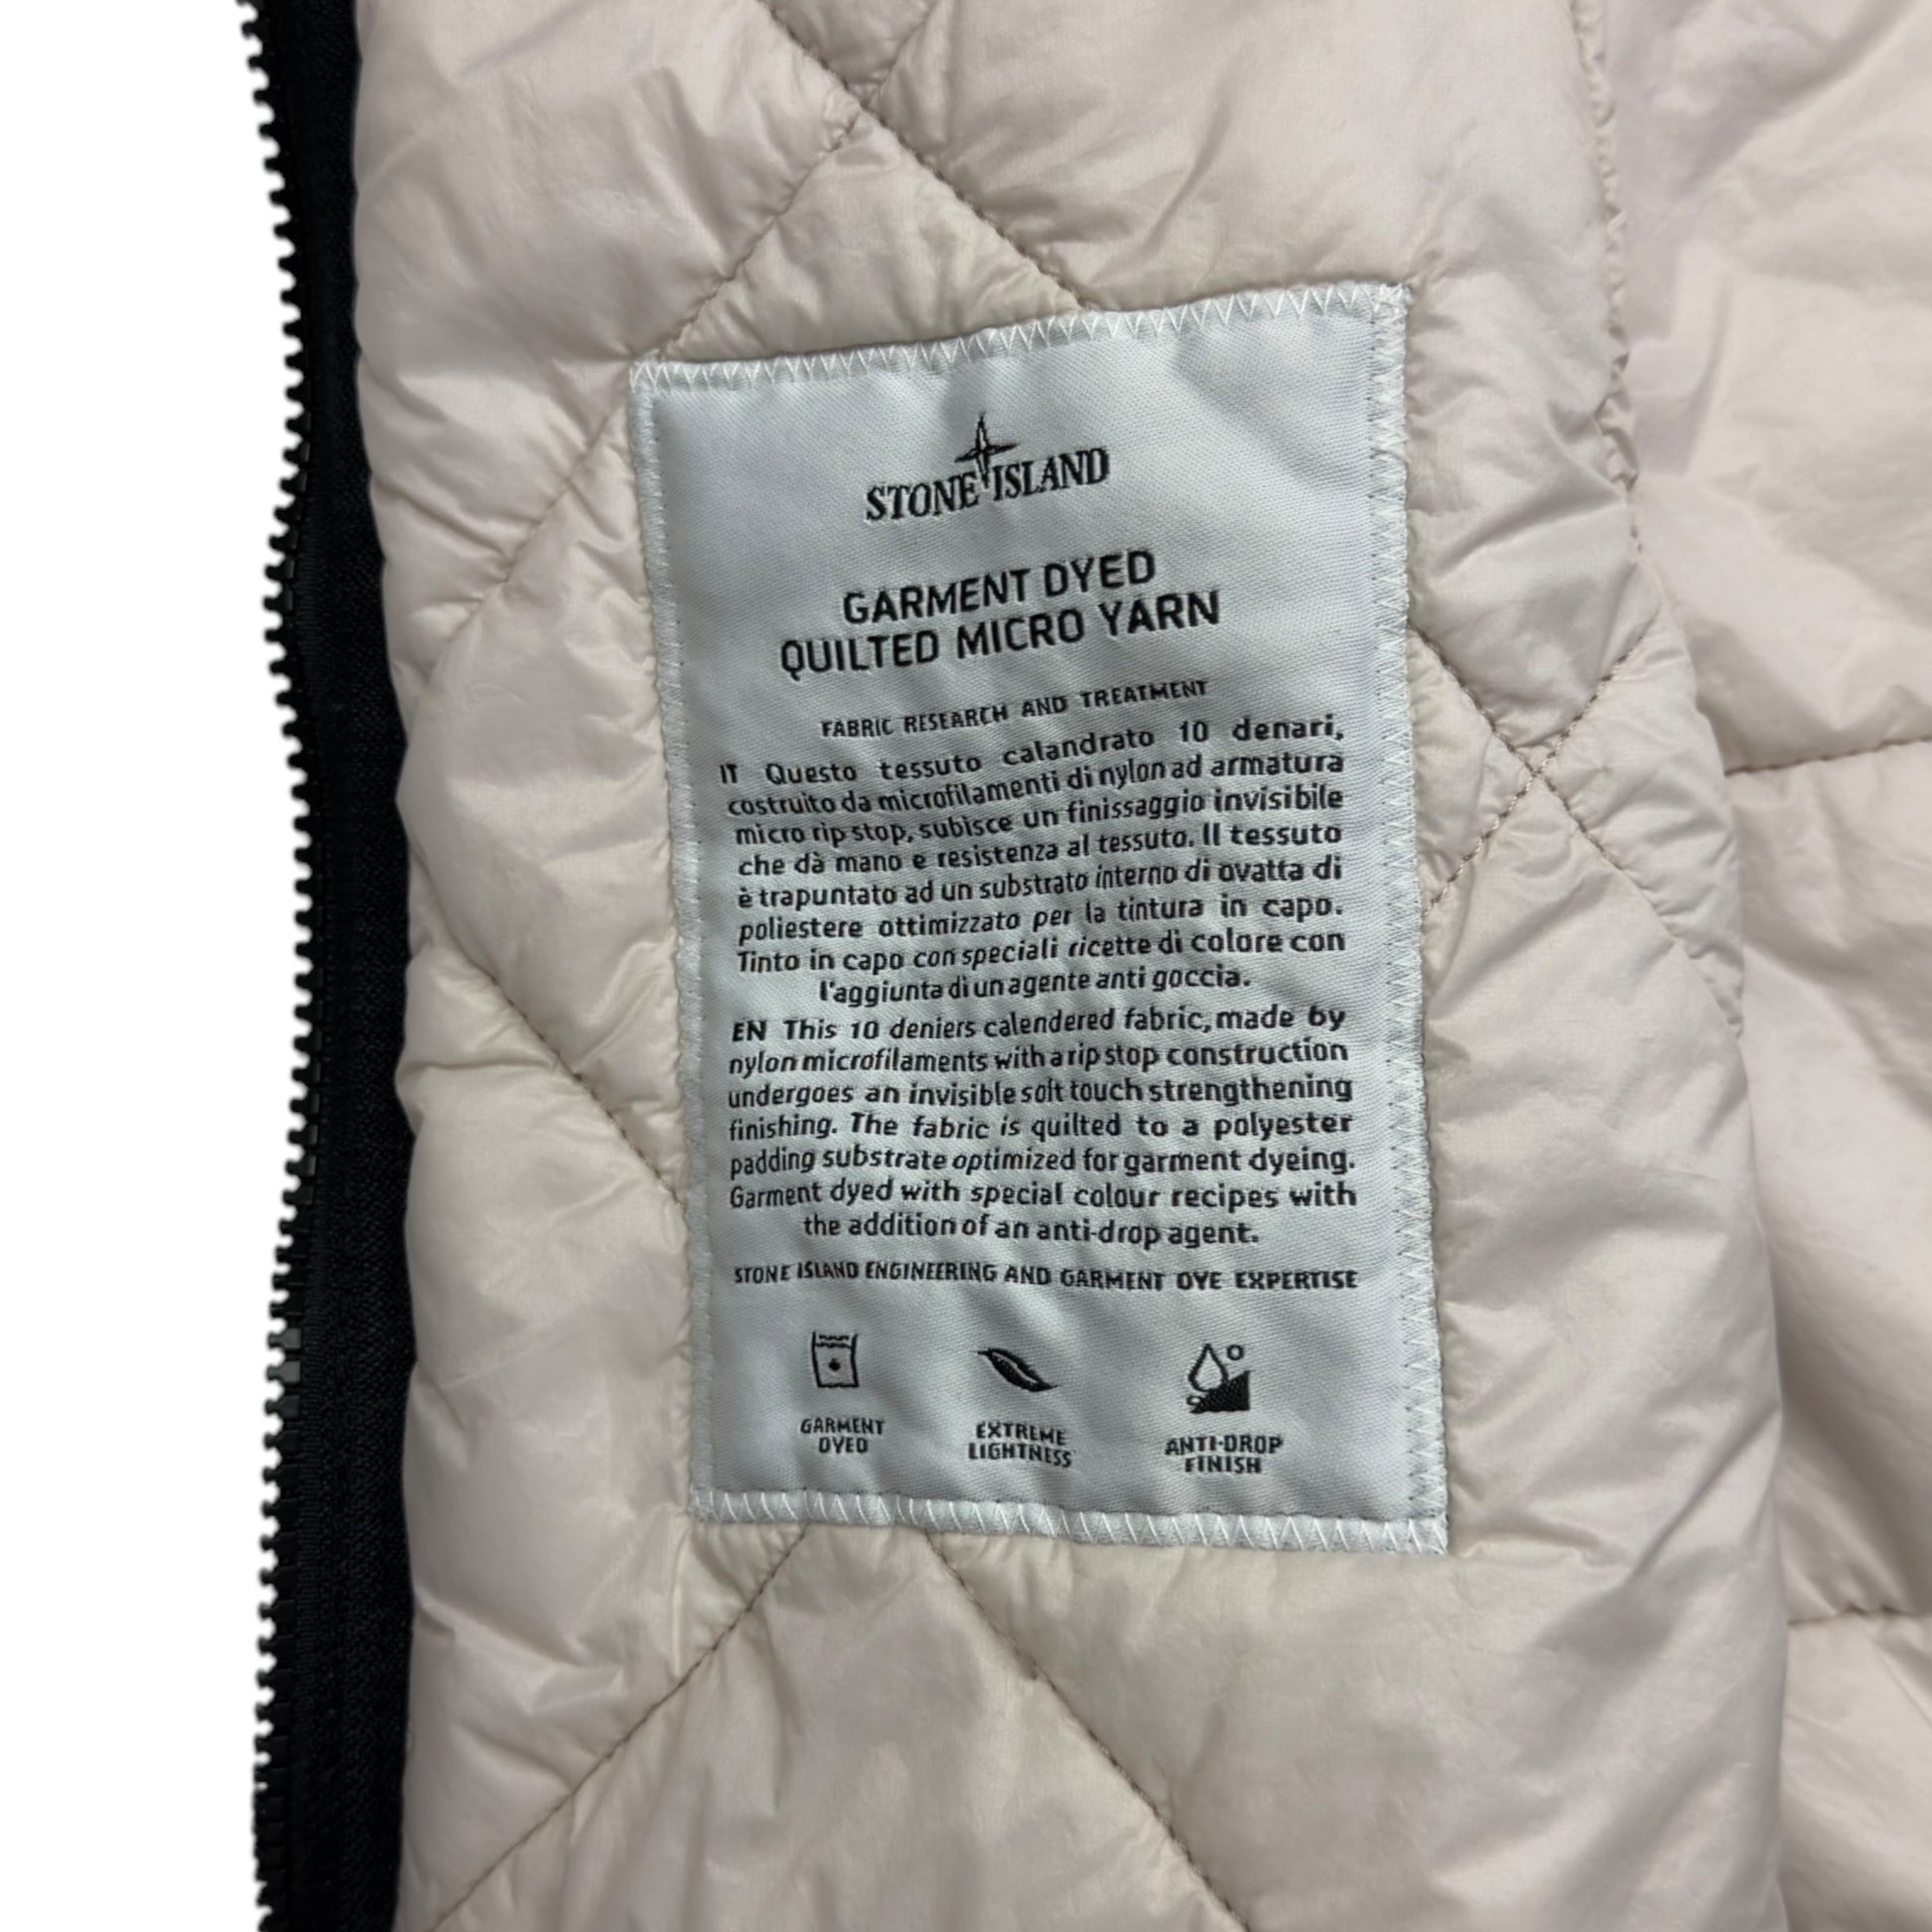 STONE ISLAND
GARMENT DYED
QUILTED MICRO YARN
FABRIC RESEARCH AND TREATMENT
IT Questo tessuto calandrato 10 denari,
costruito da microfilamenti di nylon ad armatura
micro rip stop, subisce un finissaggio invisibile
che dà mano e resistenza al tessuto. Il tessuto
è trapuntato ad un substrato interno di ovatta di
poliestere ottimizzato per la tintura in capo.
Tinto in capo con speciali ricette di colore con
l'aggiunta di un agente anti goccia.
EN This 10 deniers calendered fabric, made by
nylon microfilaments with a rip stop construction
undergoes an invisible soft touch strengthening
finishing. The fabric is quilted to a polyester
padding substrate optimized for garment dyeing.
Garment dyed with special colour recipes with
the addition of an anti-drop agent.
STONE ISLAND ENGINEERING AND GARMENT DYE EXPERTISE
GARMENT DYED
EXTREME LIGHTNESS
ANTI-DROP FINISH